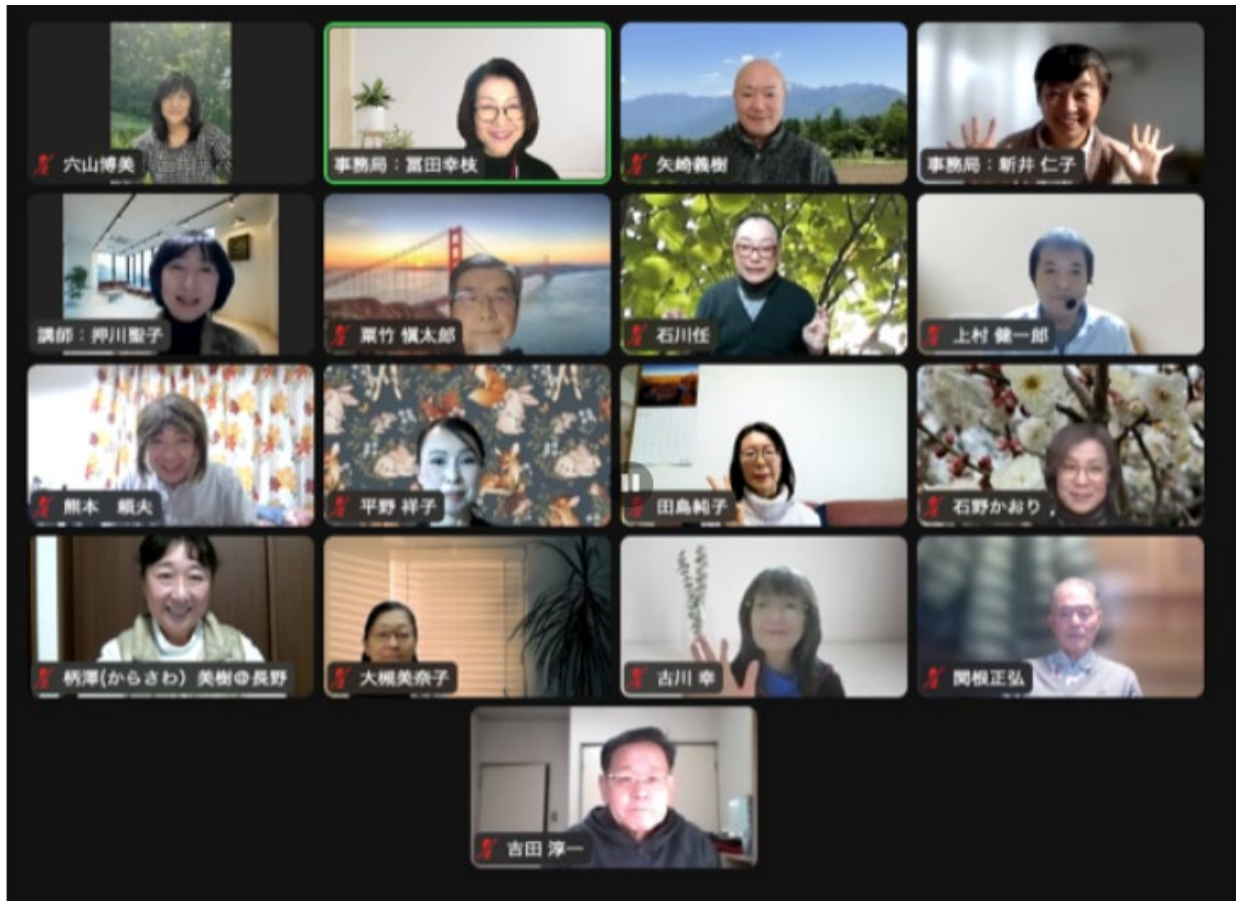 穴山博美
事務局：冨田幸枝
矢崎義樹
事務局：新井 仁子
講師：押川聖子
粟竹 愼太郎
石川任
上村 健一郎
熊本　頼夫
平野 祥子
田島純子
石野かおり
柄澤(からさわ）美樹＠長野
大槻美奈子
古川 幸
関根正弘
吉田 淳一